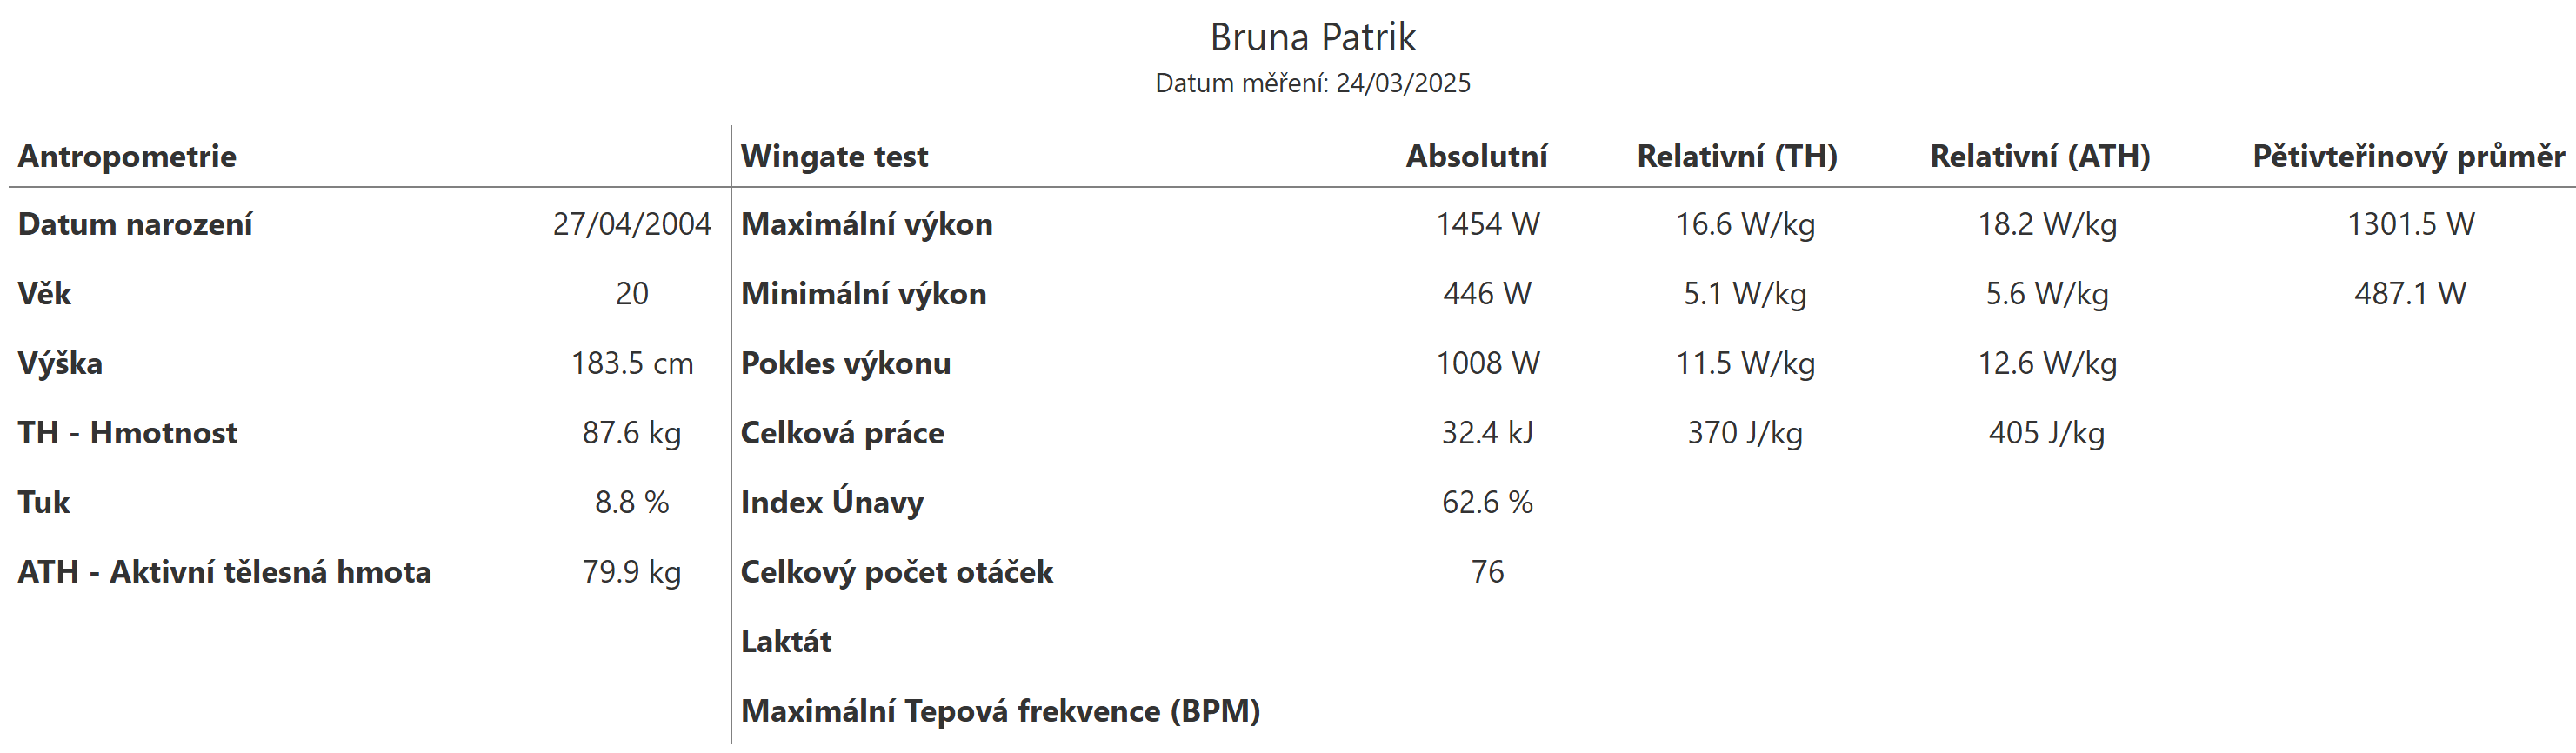 Bruna Patrik
Datum měření: 24/03/2025
Antropometrie Wingate test Absolutní Relativní (TH) Relativní (ATH) Pětivteřinový průměr
Datum narození 27/04/2004 Maximální výkon 1454 W 16.6 W/kg 18.2 W/kg 1301.5 W
Věk 20 Minimální výkon 446 W 5.1 W/kg 5.6 W/kg 487.1 W
Výška 183.5 cm Pokles výkonu 1008 W 11.5 W/kg 12.6 W/kg
TH - Hmotnost 87.6 kg Celková práce 32.4 kJ 370 J/kg 405 J/kg
Tuk 8.8 % Index Únavy 62.6 %
ATH - Aktivní tělesná hmota 79.9 kg Celkový počet otáček 76
Laktát
Maximální Tepová frekvence (BPM)